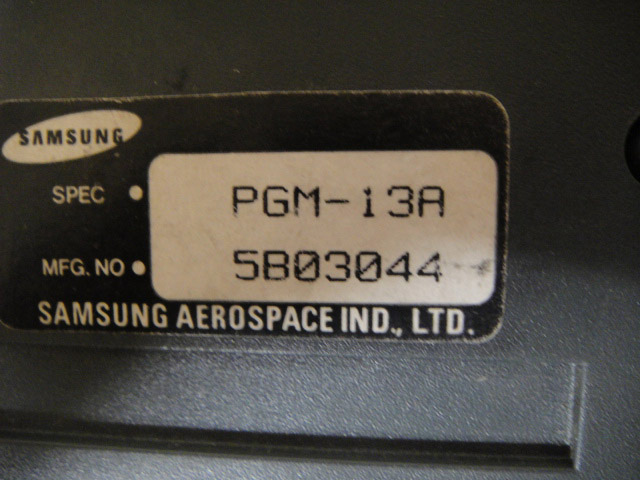 SAMSUNG
SPEC • PGM-13A
MFG. NO • 5B03044
SAMSUNG AEROSPACE IND., LTD.